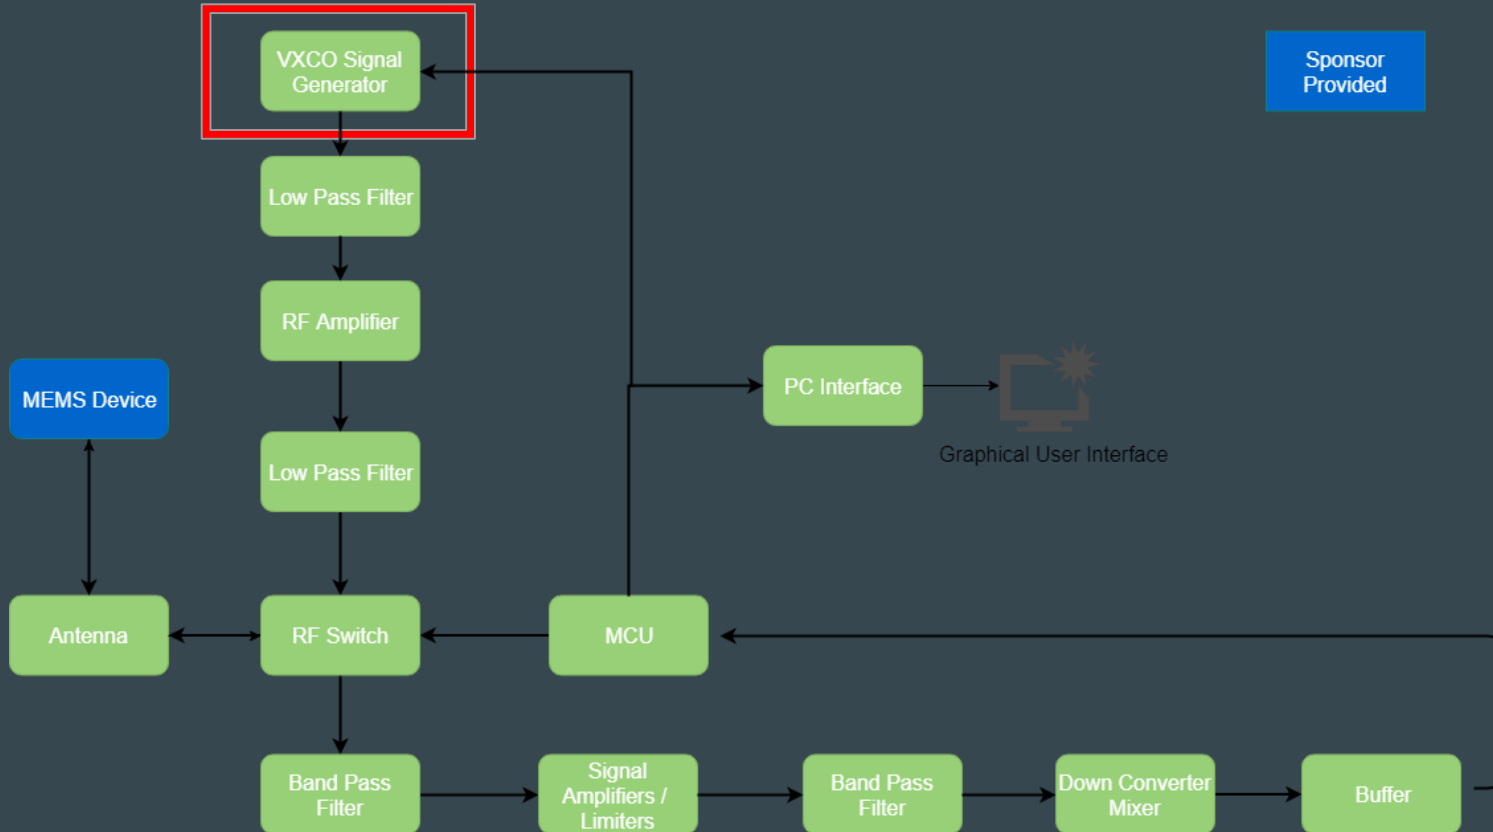 VXCO Signal
Generator
Sponsor
Provided
Low Pass Filter
RF Amplifier
MEMS Device
PC Interface
Graphical User Interface
Low Pass Filter
Antenna
RF Switch
MCU
Band Pass
Filter
Signal
Amplifiers /
Limiters
Band Pass
Filter
Down Converter
Mixer
Buffer